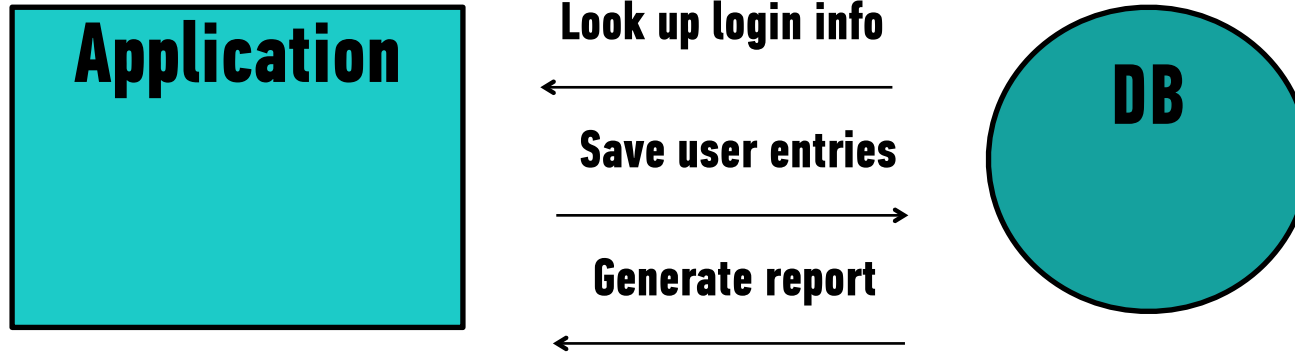 Application
Look up login info
DB
Save user entries
Generate report